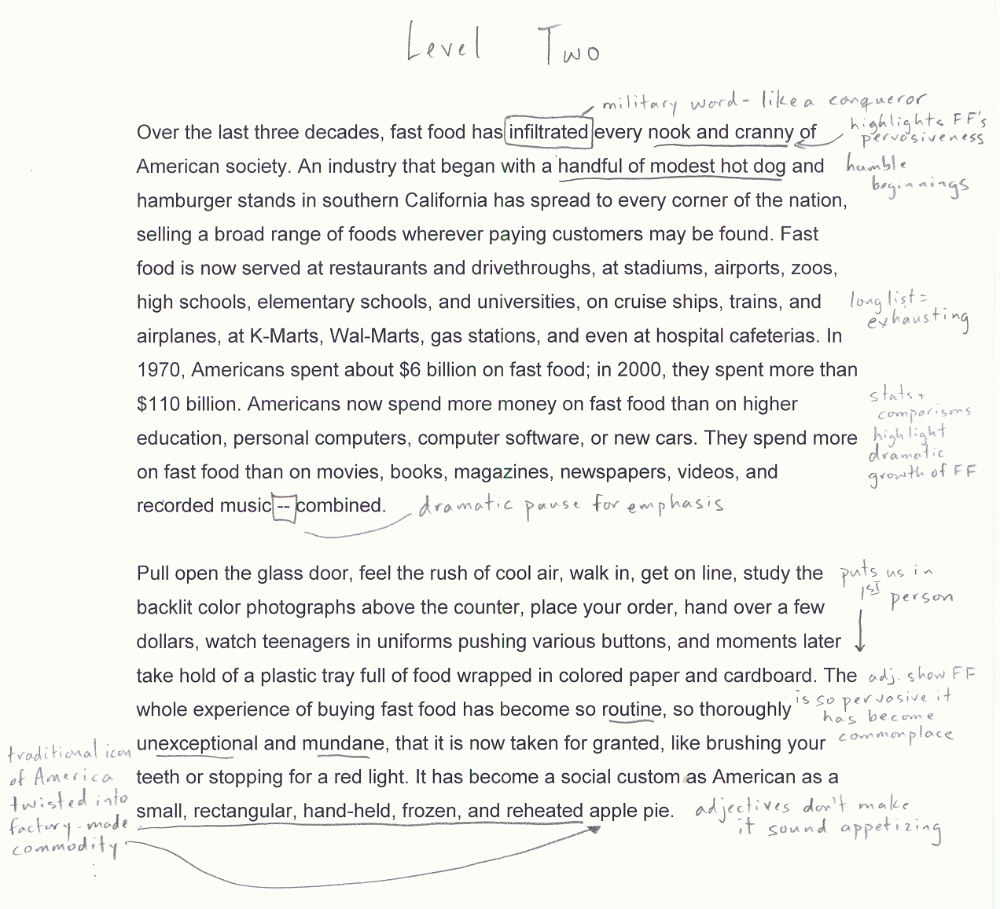 Level Two
military word - like a conqueror
Over the last three decades, fast food has infiltrated every nook and cranny of
highlights FF's
pervasiveness
American society. An industry that began with a handful of modest hot dog and
humble
beginnings
hamburger stands in southern California has spread to every corner of the nation,
selling a broad range of foods wherever paying customers may be found. Fast
food is now served at restaurants and drivethroughs, at stadiums, airports, zoos,
high schools, elementary schools, and universities, on cruise ships, trains, and
long list =
exhausting
airplanes, at K-Marts, Wal-Marts, gas stations, and even at hospital cafeterias. In
1970, Americans spent about $6 billion on fast food; in 2000, they spent more than
$110 billion. Americans now spend more money on fast food than on higher
stats +
comparisons
highlight
dramatic
growth of FF
education, personal computers, computer software, or new cars. They spend more
on fast food than on movies, books, magazines, newspapers, videos, and
recorded music -- combined.
dramatic pause for emphasis
Pull open the glass door, feel the rush of cool air, walk in, get on line, study the
puts us in
1st person
backlit color photographs above the counter, place your order, hand over a few
dollars, watch teenagers in uniforms pushing various buttons, and moments later
take hold of a plastic tray full of food wrapped in colored paper and cardboard. The
adj. show FF
is so pervasive it
has become
commonplace
whole experience of buying fast food has become so routine, so thoroughly
unexceptional and mundane, that it is now taken for granted, like brushing your
teeth or stopping for a red light. It has become a social custom as American as a
small, rectangular, hand-held, frozen, and reheated apple pie.
adjectives don't make
it sound appetizing
traditional icon
of America
twisted into
factory-made
commodity